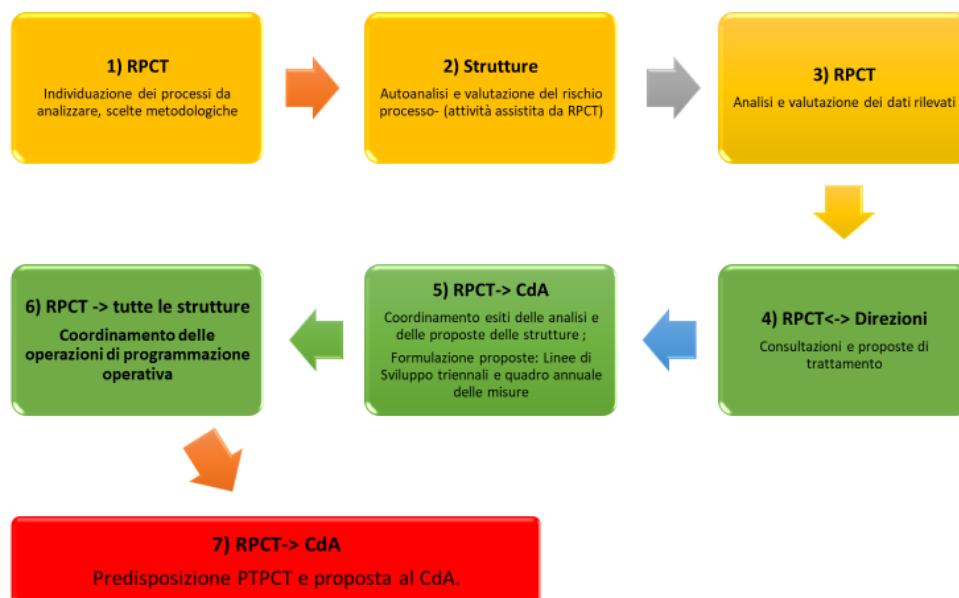 1) RPCT
Individuazione dei processi da
analizzare, scelte metodologiche
2) Strutture
Autoanalisi e valutazione del rischio
processo- (attività assistita da RPCT)
3) RPCT
Analisi e valutazione dei dati rilevati
4) RPCT<-> Direzioni
Consultazioni e proposte di
trattamento
5) RPCT-> CdA
Coordinamento esiti delle analisi e
delle proposte delle strutture ;
Formulazione proposte: Linee di
Sviluppo triennali e quadro annuale
delle misure
6) RPCT -> tutte le strutture
Coordinamento delle
operazioni di programmazione
operativa
7) RPCT-> CdA
Predisposizione PTPCT e proposta al CdA.